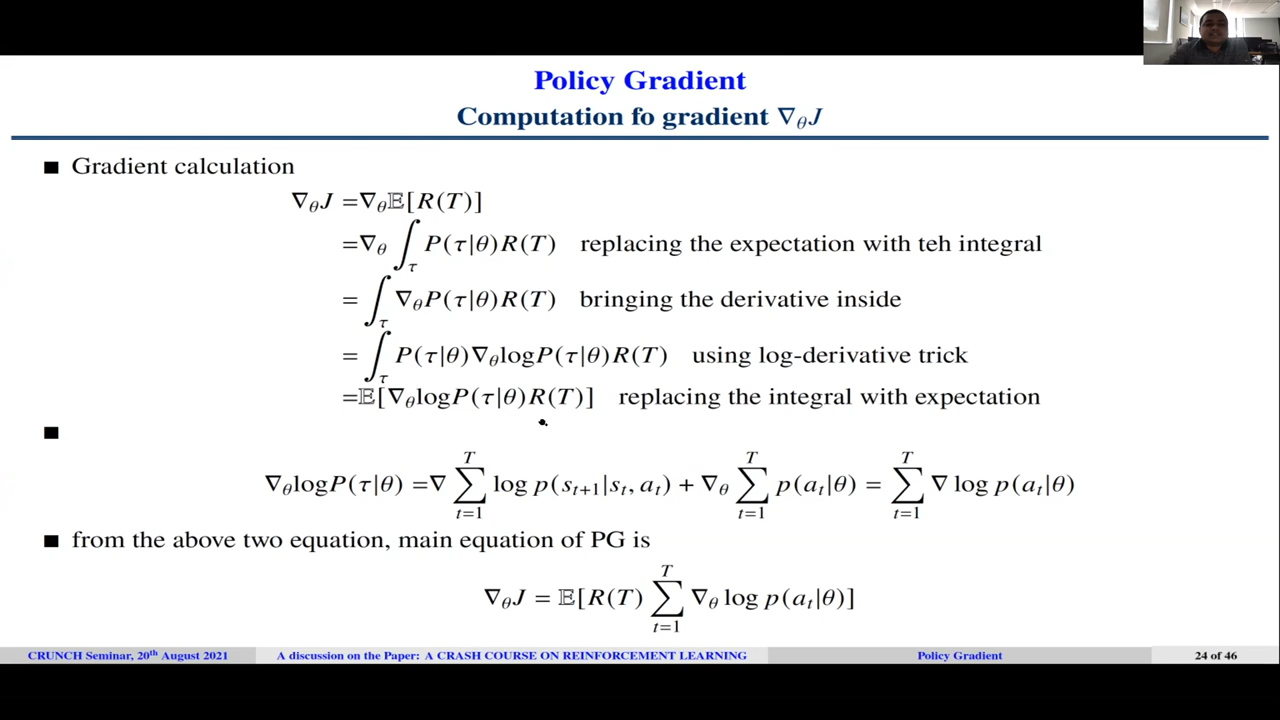 Policy Gradient
Computation fo gradient ∇θJ
■ Gradient calculation
∇θJ =∇θ𝔼[R(T)]
=∇θ ∫τ P(τ|θ)R(T) replacing the expectation with teh integral
= ∫τ ∇θP(τ|θ)R(T) bringing the derivative inside
= ∫τ P(τ|θ)∇θlogP(τ|θ)R(T) using log-derivative trick
=𝔼[∇θlogP(τ|θ)R(T)] replacing the integral with expectation
■
∇θlogP(τ|θ) =∇ ∑_{t=1}^{T} log p(s_{t+1}|s_t, a_t) + ∇θ ∑_{t=1}^{T} p(a_t|θ) = ∑_{t=1}^{T} ∇ log p(a_t|θ)
■ from the above two equation, main equation of PG is
∇θJ = 𝔼[R(T) ∑_{t=1}^{T} ∇θ log p(a_t|θ)]
CRUNCH Seminar, 20th August 2021 A discussion on the Paper: A CRASH COURSE ON REINFORCEMENT LEARNING Policy Gradient 24 of 46